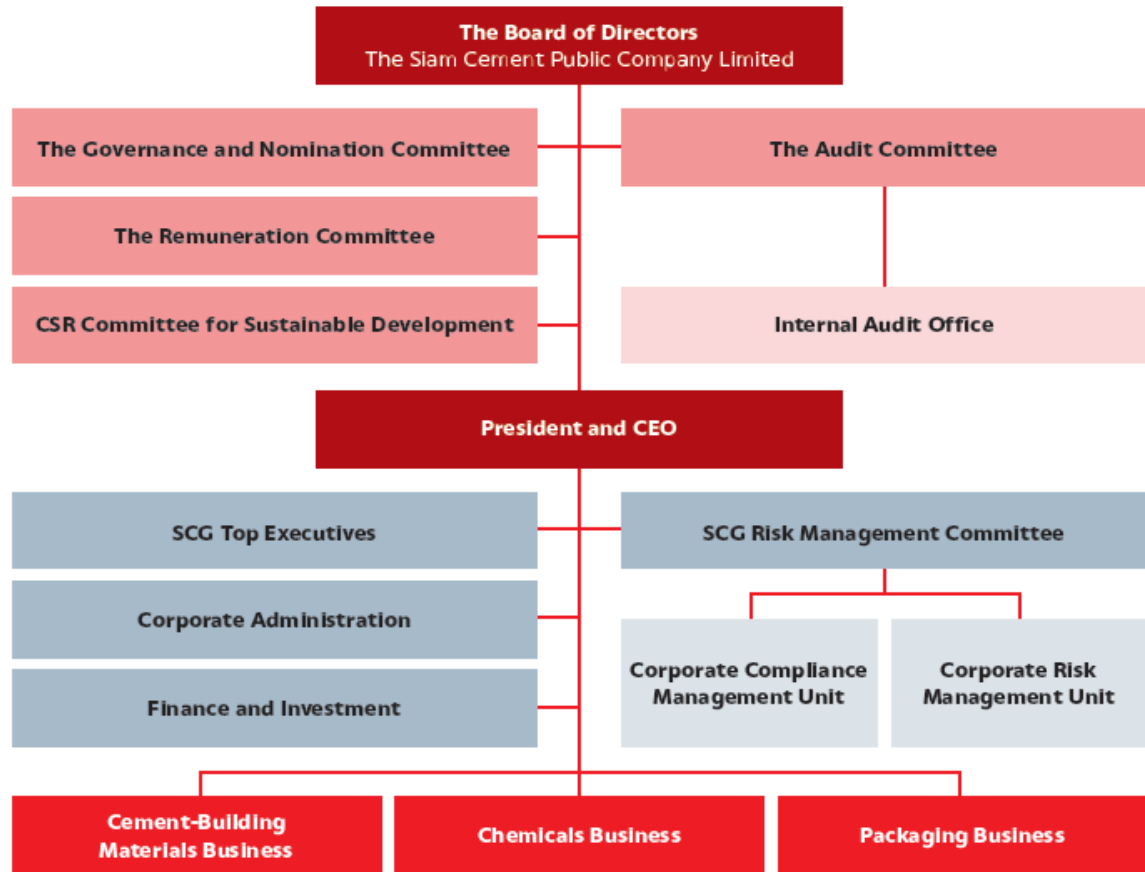 The Board of Directors
The Siam Cement Public Company Limited
The Governance and Nomination Committee
The Audit Committee
The Remuneration Committee
CSR Committee for Sustainable Development
Internal Audit Office
President and CEO
SCG Top Executives
SCG Risk Management Committee
Corporate Administration
Corporate Compliance
Management Unit
Corporate Risk
Management Unit
Finance and Investment
Cement-Building
Materials Business
Chemicals Business
Packaging Business